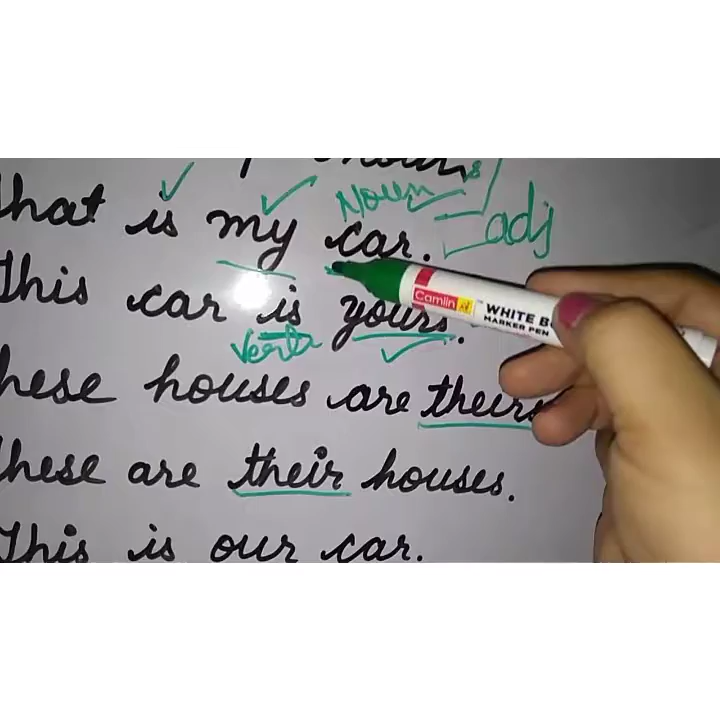 Noun
hat is my car. adj
This car is yours.
Verb
hese houses are theirs
hese are their houses.
This is our car.
Camlin
WHITE B
MARKER PEN